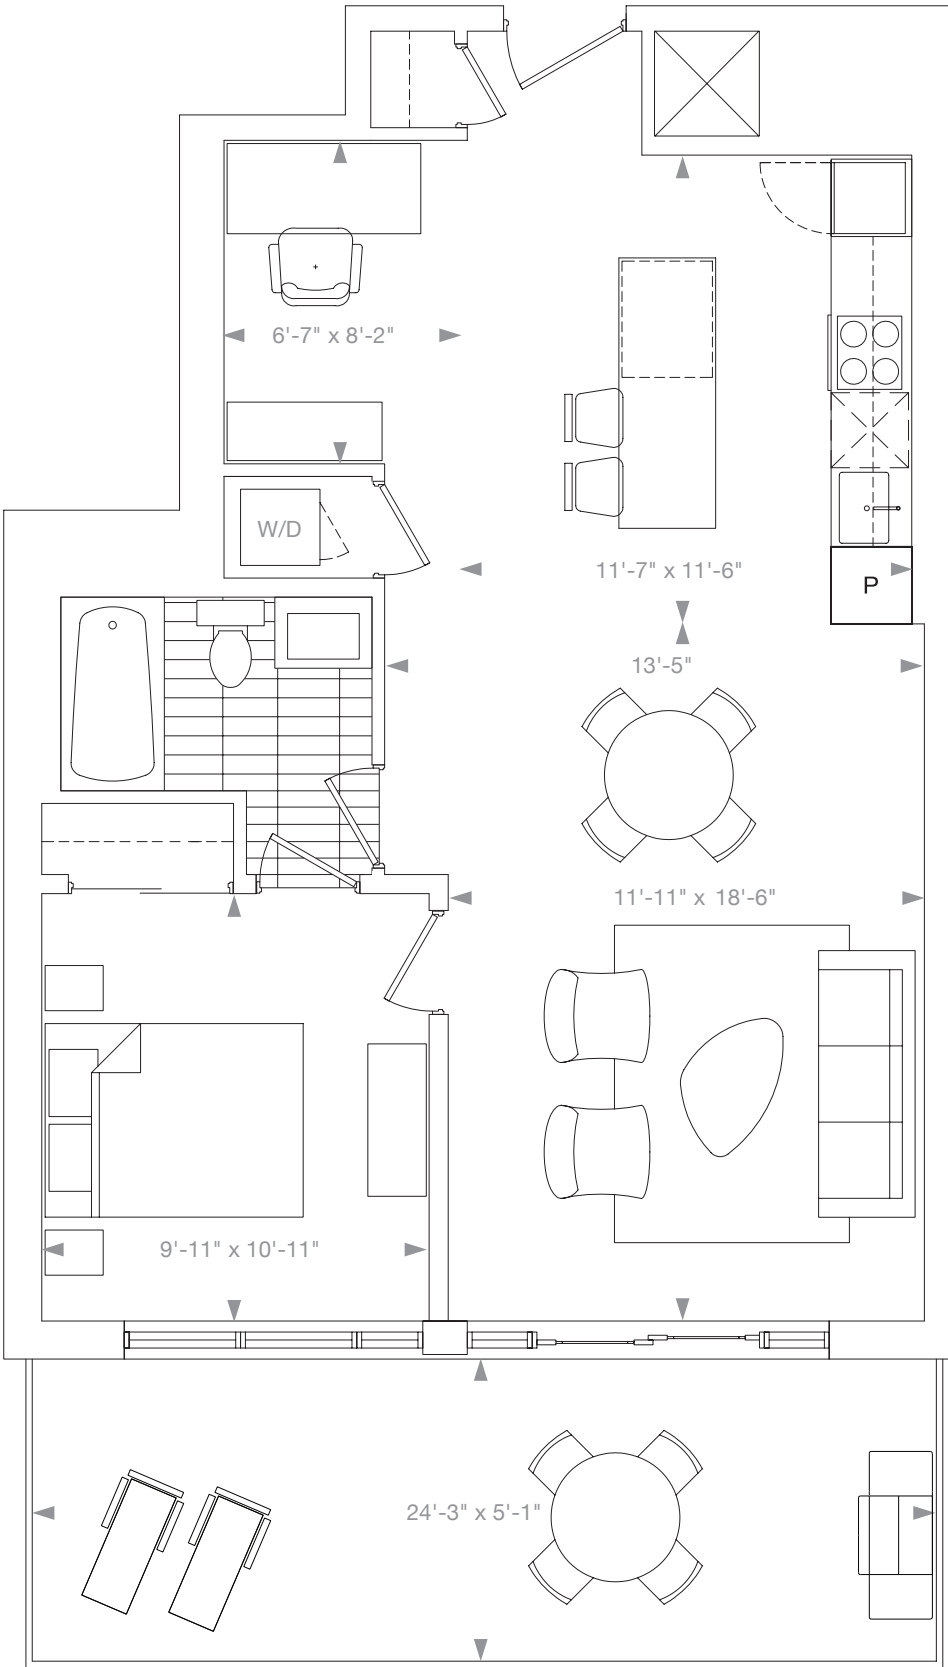 6'-7" x 8'-2"
W/D
11'-7" x 11'-6"
P
13'-5"
11'-11" x 18'-6"
9'-11" x 10'-11"
24'-3" x 5'-1"